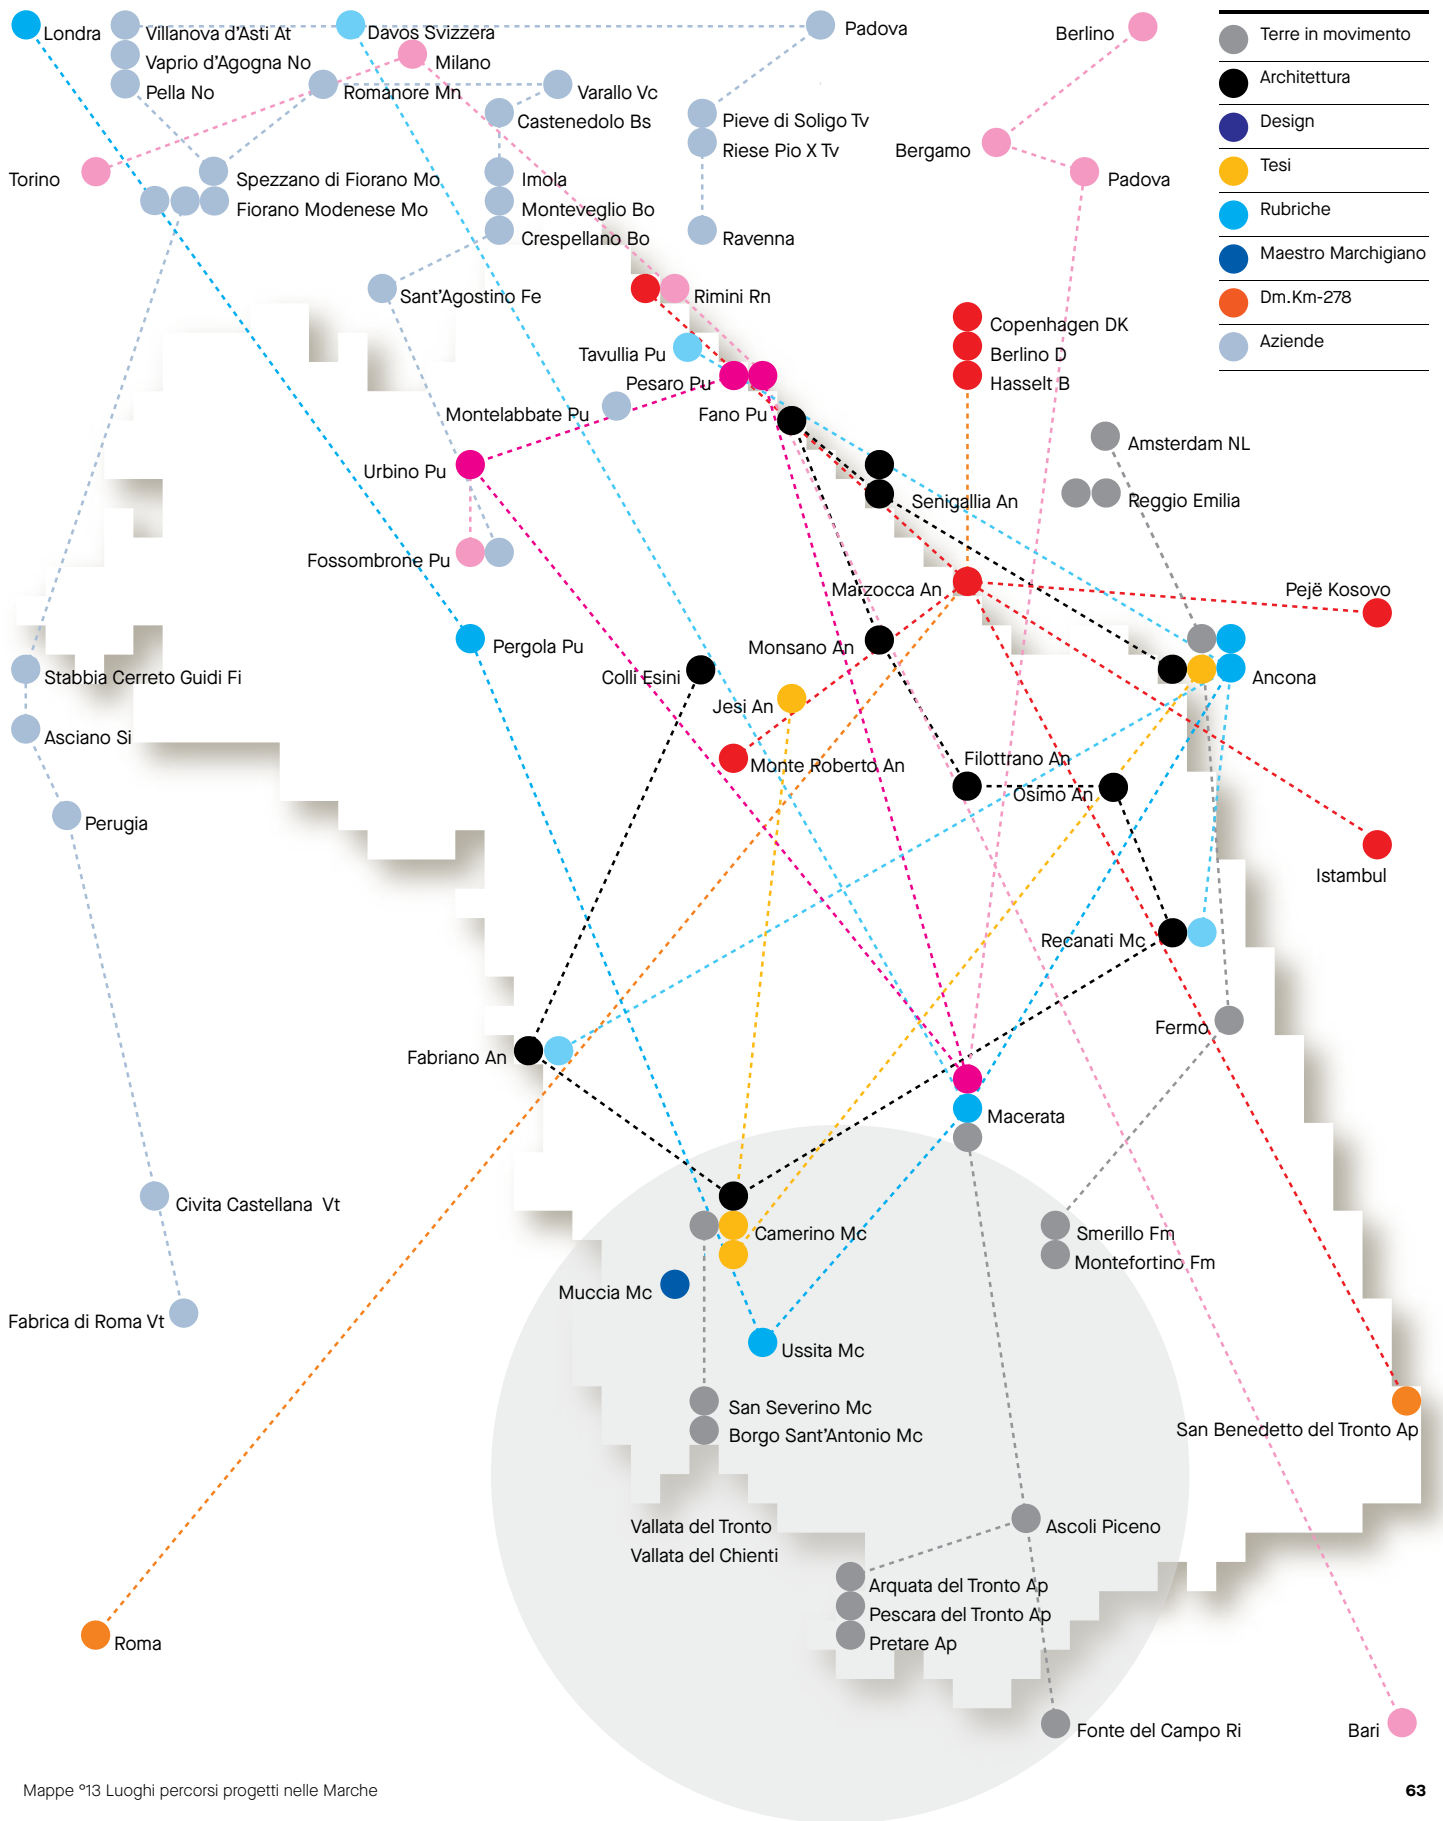 Londra
Villanova d'Asti At
Davos Svizzera
Padova
Berlino
Terre in movimento
Vaprio d'Agogna No
Milano
Architettura
Pella No
Romanore Mn
Varallo Vc
Castenedolo Bs
Pieve di Soligo Tv
Design
Riese Pio X Tv
Bergamo
Tesi
Torino
Spezzano di Fiorano Mo
Imola
Padova
Fiorano Modenese Mo
Monteveglio Bo
Rubriche
Crespellano Bo
Ravenna
Maestro Marchigiano
Sant'Agostino Fe
Rimini Rn
Dm.Km-278
Copenhagen DK
Aziende
Tavullia Pu
Berlino D
Pesaro Pu
Hasselt B
Montelabbate Pu
Fano Pu
Amsterdam NL
Urbino Pu
Senigallia An
Reggio Emilia
Fossombrone Pu
Marzocca An
Pejë Kosovo
Pergola Pu
Monsano An
Stabbia Cerreto Guidi Fi
Colli Esini
Ancona
Jesi An
Asciano Si
Monte Roberto An
Filottrano An
Osimo An
Perugia
Istambul
Recanati Mc
Fermo
Fabriano An
Macerata
Civita Castellana Vt
Camerino Mc
Smerillo Fm
Montefortino Fm
Muccia Mc
Fabrica di Roma Vt
Ussita Mc
San Severino Mc
Borgo Sant'Antonio Mc
San Benedetto del Tronto Ap
Vallata del Tronto
Vallata del Chienti
Ascoli Piceno
Arquata del Tronto Ap
Pescara del Tronto Ap
Pretare Ap
Roma
Fonte del Campo Ri
Bari
Mappe °13 Luoghi percorsi progetti nelle Marche
63